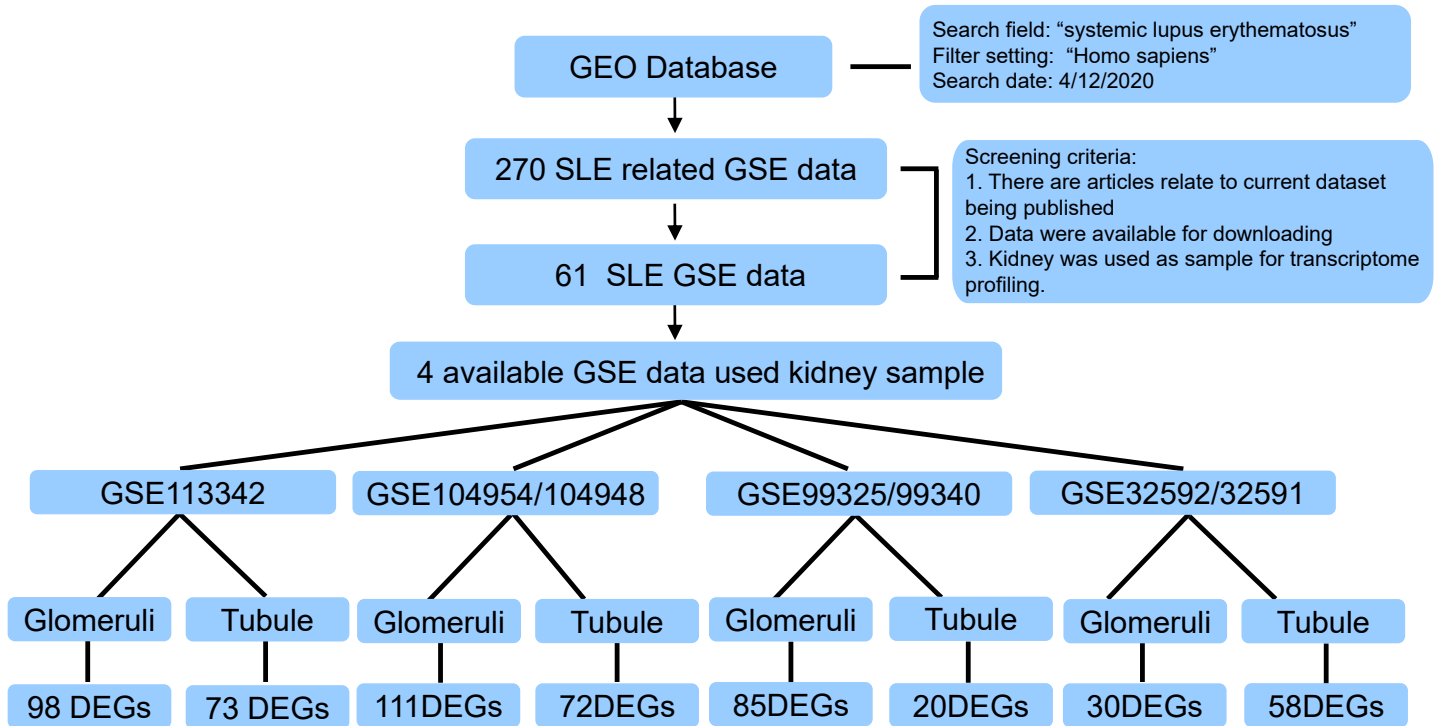 GEO Database
Search field: “systemic lupus erythematosus”
Filter setting:  “Homo sapiens”
Search date: 4/12/2020
270 SLE related GSE data
Screening criteria:
1. There are articles relate to current dataset
being published
2. Data were available for downloading
3. Kidney was used as sample for transcriptome
profiling.
61  SLE GSE data
4 available GSE data used kidney sample
GSE113342
GSE104954/104948
GSE99325/99340
GSE32592/32591
Glomeruli
Tubule
Glomeruli
Tubule
Glomeruli
Tubule
Glomeruli
Tubule
98 DEGs
73 DEGs
111DEGs
72DEGs
85DEGs
20DEGs
30DEGs
58DEGs